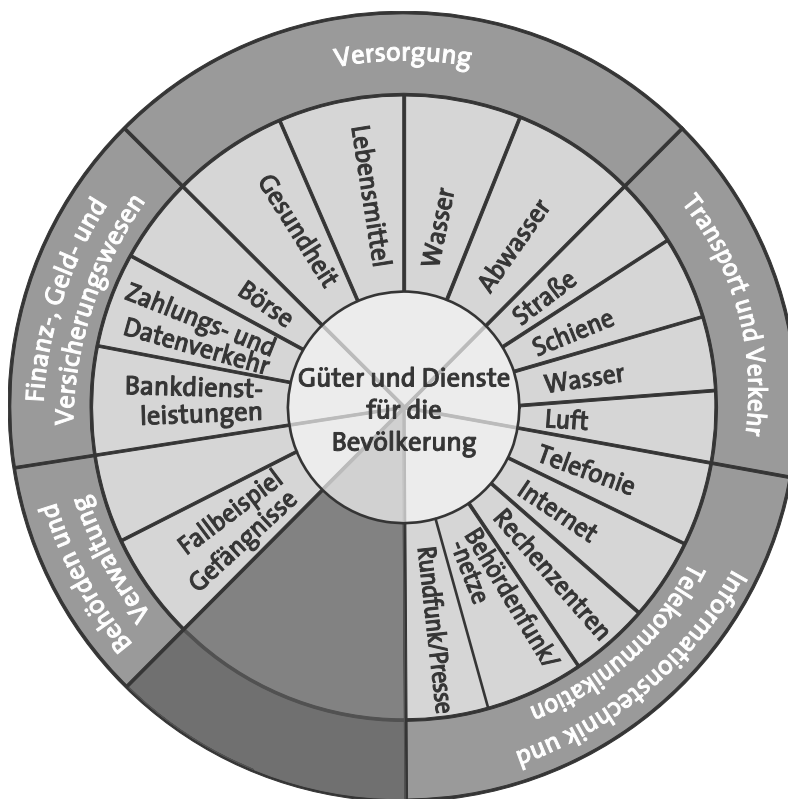 Versorgung
Gesundheit
Lebensmittel
Wasser
Abwasser
Transport und Verkehr
Straße
Schiene
Wasser
Luft
Informationstechnik und
Telekommunikation
Telefonie
Internet
Rechenzentren
Behördenfunk/
-netze
Rundfunk/Presse
Behörden und
Verwaltung
Fallbeispiel
Gefängnisse
Finanz-, Geld- und
Versicherungswesen
Bankdienst-
leistungen
Zahlungs- und
Datenverkehr
Börse
Güter und Dienste
für die
Bevölkerung